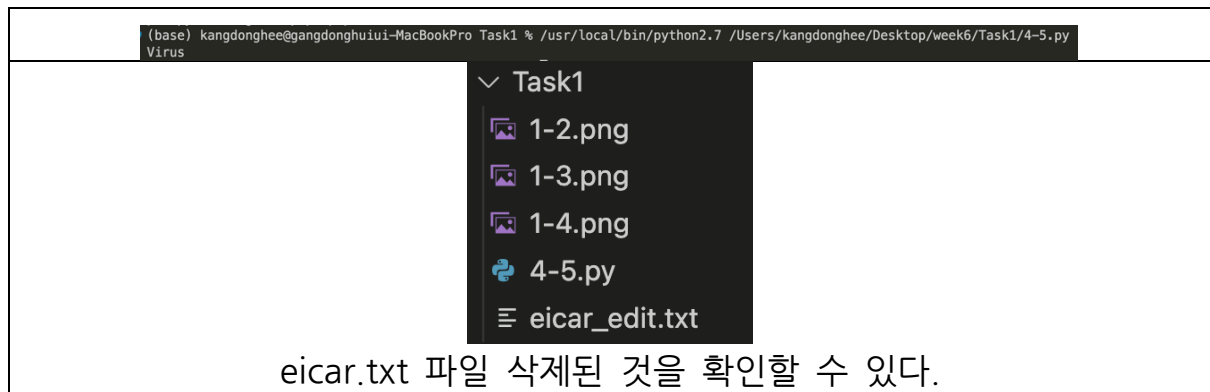 (base) kangdonghee@gangdonghuiui-MacBookPro Task1 % /usr/local/bin/python2.7 /Users/kangdonghee/Desktop/week6/Task1/4-5.py
Virus
Task1
1-2.png
1-3.png
1-4.png
4-5.py
eicar_edit.txt
eicar.txt 파일 삭제된 것을 확인할 수 있다.